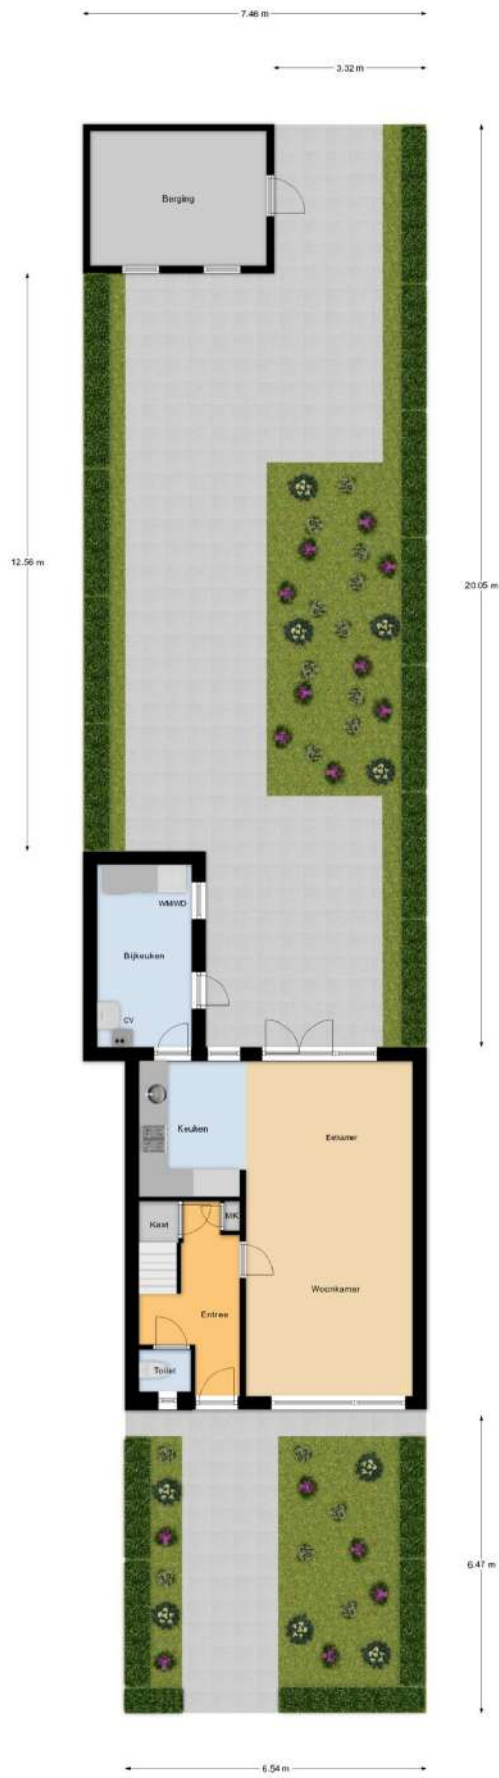 7.46 m
3.32 m
Berging
12.56 m
20.05 m
WM/WD
Bijkeuken
CV
Keuken
Eetkamer
Kast
MK
Woonkamer
Entree
Toilet
6.47 m
6.54 m